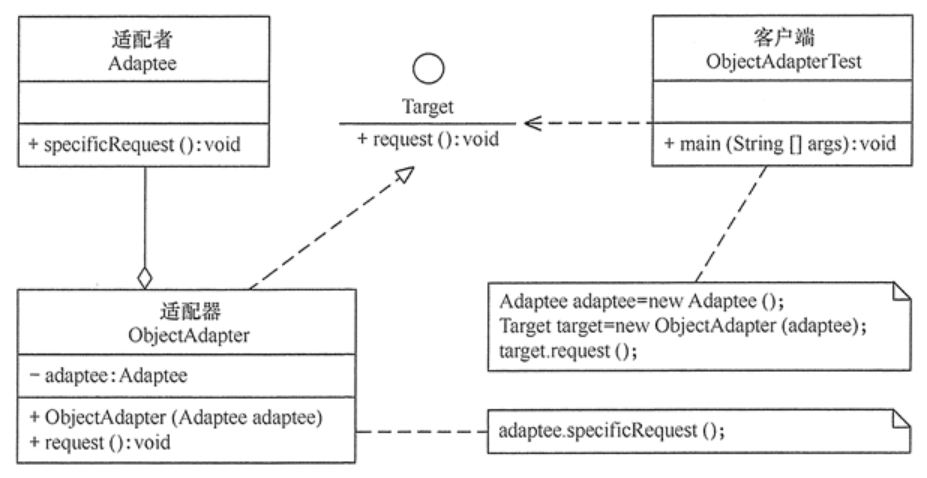 适配者
Adaptee
+ specificRequest ():void
Target
+ request ():void
客户端
ObjectAdapterTest
+ main (String [] args):void
适配器
ObjectAdapter
− adaptee:Adaptee
+ ObjectAdapter (Adaptee adaptee)
+ request ():void
Adaptee adaptee=new Adaptee ();
Target target=new ObjectAdapter (adaptee);
target.request ();
adaptee.specificRequest ();